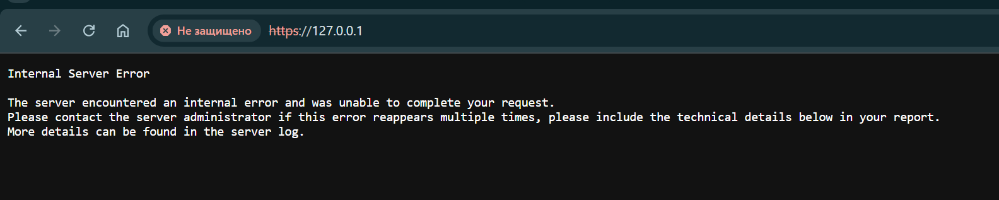 Не защищено https://127.0.0.1
Internal Server Error
The server encountered an internal error and was unable to complete your request.
Please contact the server administrator if this error reappears multiple times, please include the technical details below in your report.
More details can be found in the server log.